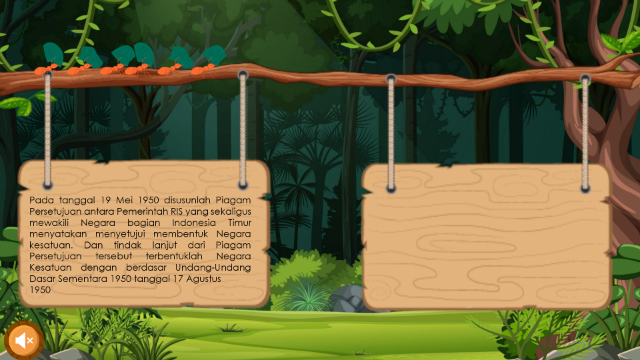 Pada tanggal 19 Mei 1950 disusunlah Piagam
Persetujuan antara Pemerintah RIS yang sekaligus
mewakili Negara bagian Indonesia Timur
menyatakan menyetujui membentuk Negara
kesatuan. Dan tindak lanjut dari Piagam
Persetujuan tersebut terbentuklah Negara
Kesatuan dengan berdasar Undang-Undang
Dasar Sementara 1950 tanggal 17 Agustus
1950